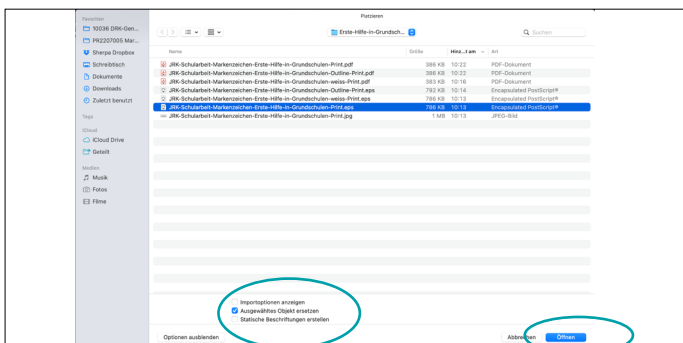 Platzieren
Favoriten
10036 DRK-Gen...
PR2207005 Mar...
Sherpa Dropbox
Schreibtisch
Dokumente
Downloads
Zuletzt benutzt
Tags
iCloud
iCloud Drive
Geteilt
Medien
Musik
Fotos
Filme
Erste-Hilfe-in-Grundsch...
Suchen
Name Größe Hinz...t am Art
JRK-Schularbeit-Markenzeichen-Erste-Hilfe-in-Grundschulen-Print.pdf 386 KB 10:22 PDF-Dokument
JRK-Schularbeit-Markenzeichen-Erste-Hilfe-in-Grundschulen-Outline-Print.pdf 386 KB 10:22 PDF-Dokument
JRK-Schularbeit-Markenzeichen-Erste-Hilfe-in-Grundschulen-weiss-Print.pdf 383 KB 10:16 PDF-Dokument
JRK-Schularbeit-Markenzeichen-Erste-Hilfe-in-Grundschulen-Outline-Print.eps 792 KB 10:14 Encapsulated PostScript®
JRK-Schularbeit-Markenzeichen-Erste-Hilfe-in-Grundschulen-weiss-Print.eps 796 KB 10:13 Encapsulated PostScript®
JRK-Schularbeit-Markenzeichen-Erste-Hilfe-in-Grundschulen-Print.eps 796 KB 10:13 Encapsulated PostScript®
JRK-Schularbeit-Markenzeichen-Erste-Hilfe-in-Grundschulen-Print.jpg 1 MB 10:13 JPEG-Bild
Importoptionen anzeigen
Ausgewähltes Objekt ersetzen
Statische Beschriftungen erstellen
Optionen ausblenden
Abbrechen
Öffnen